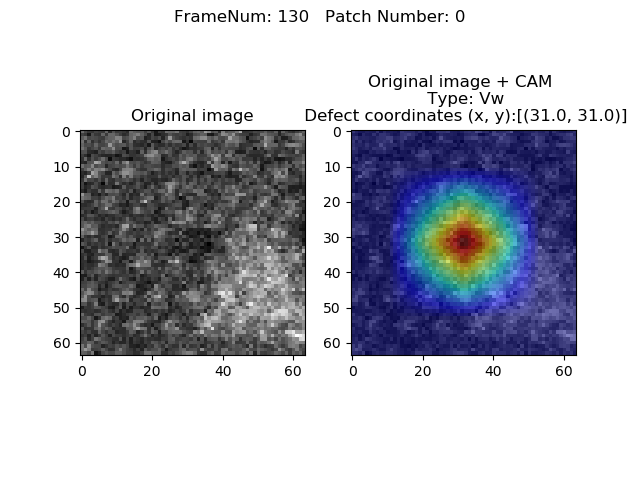 FrameNum: 130   Patch Number: 0
Original image
Original image + CAM
Type: Vw
Defect coordinates (x, y):[(31.0, 31.0)]
0
10
20
30
40
50
60
0 20 40 60
0
10
20
30
40
50
60
0 20 40 60